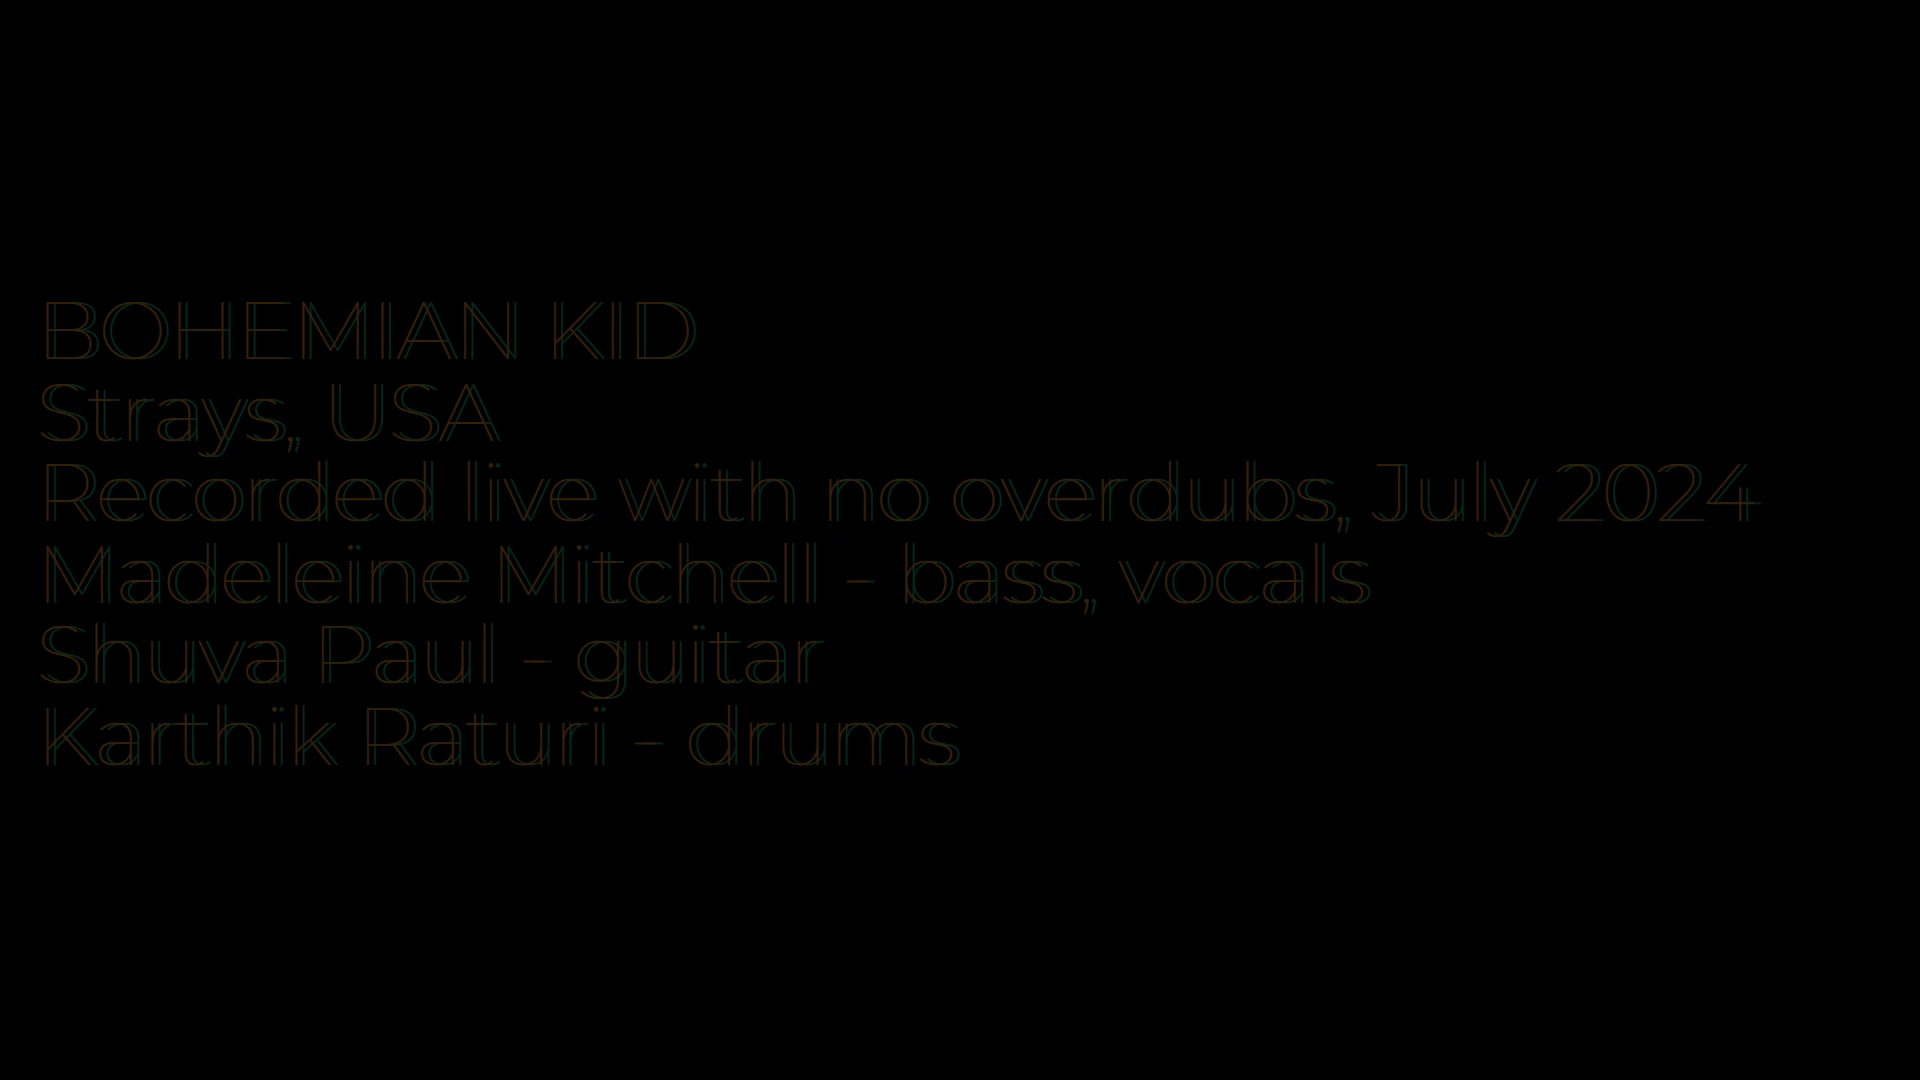 BOHEMIAN KID
Strays, USA
Recorded live with no overdubs, July 2024
Madeleine Mitchell - bass, vocals
Shuva Paul - guitar
Karthik Raturi - drums